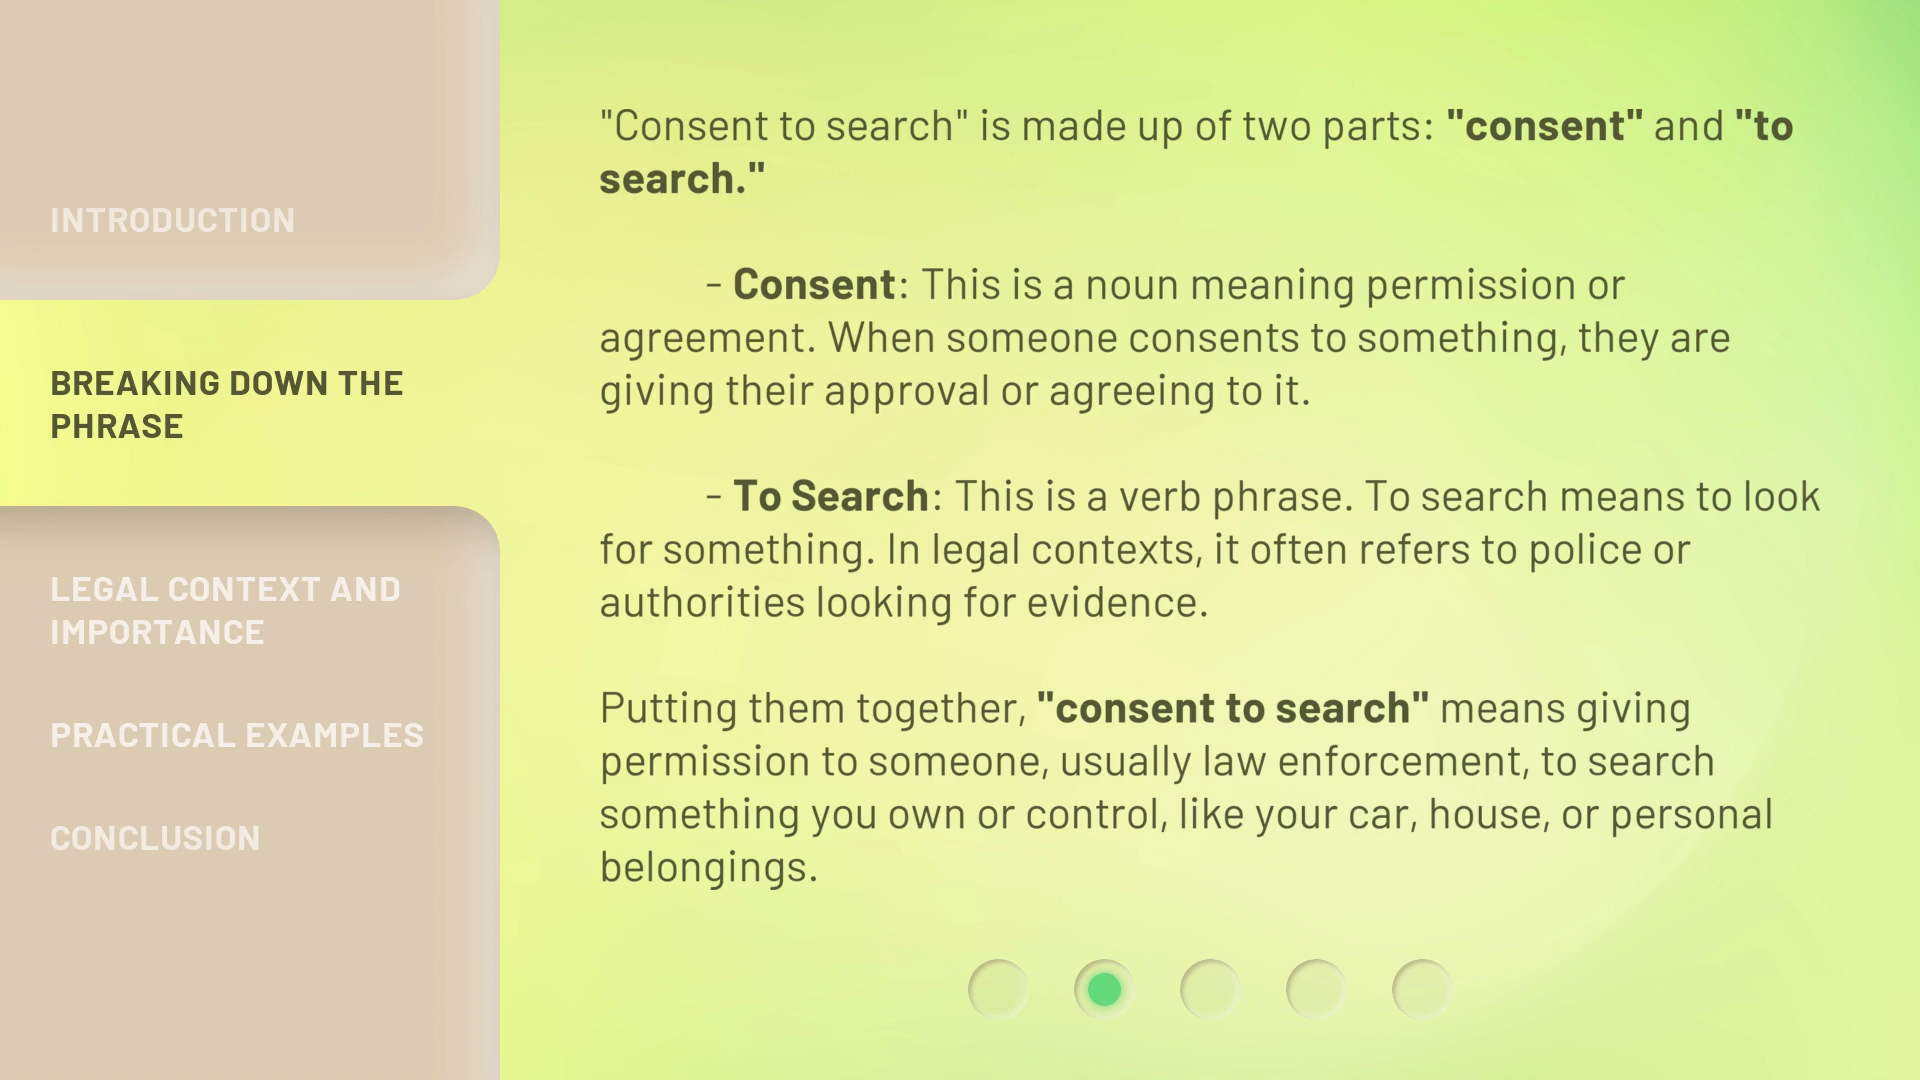 INTRODUCTION
BREAKING DOWN THE
PHRASE
LEGAL CONTEXT AND
IMPORTANCE
PRACTICAL EXAMPLES
CONCLUSION
"Consent to search" is made up of two parts: "consent" and "to
search."
- Consent: This is a noun meaning permission or
agreement. When someone consents to something, they are
giving their approval or agreeing to it.
- To Search: This is a verb phrase. To search means to look
for something. In legal contexts, it often refers to police or
authorities looking for evidence.
Putting them together, "consent to search" means giving
permission to someone, usually law enforcement, to search
something you own or control, like your car, house, or personal
belongings.